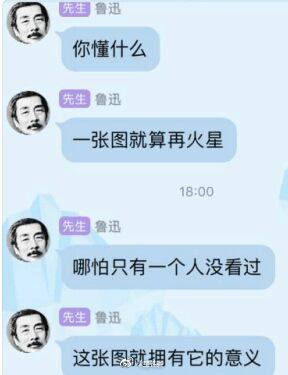 先生 鲁迅
你懂什么
先生 鲁迅
一张图就算再火星
18:00
先生 鲁迅
哪怕只有一个人没看过
先生 鲁迅
这张图就拥有它的意义